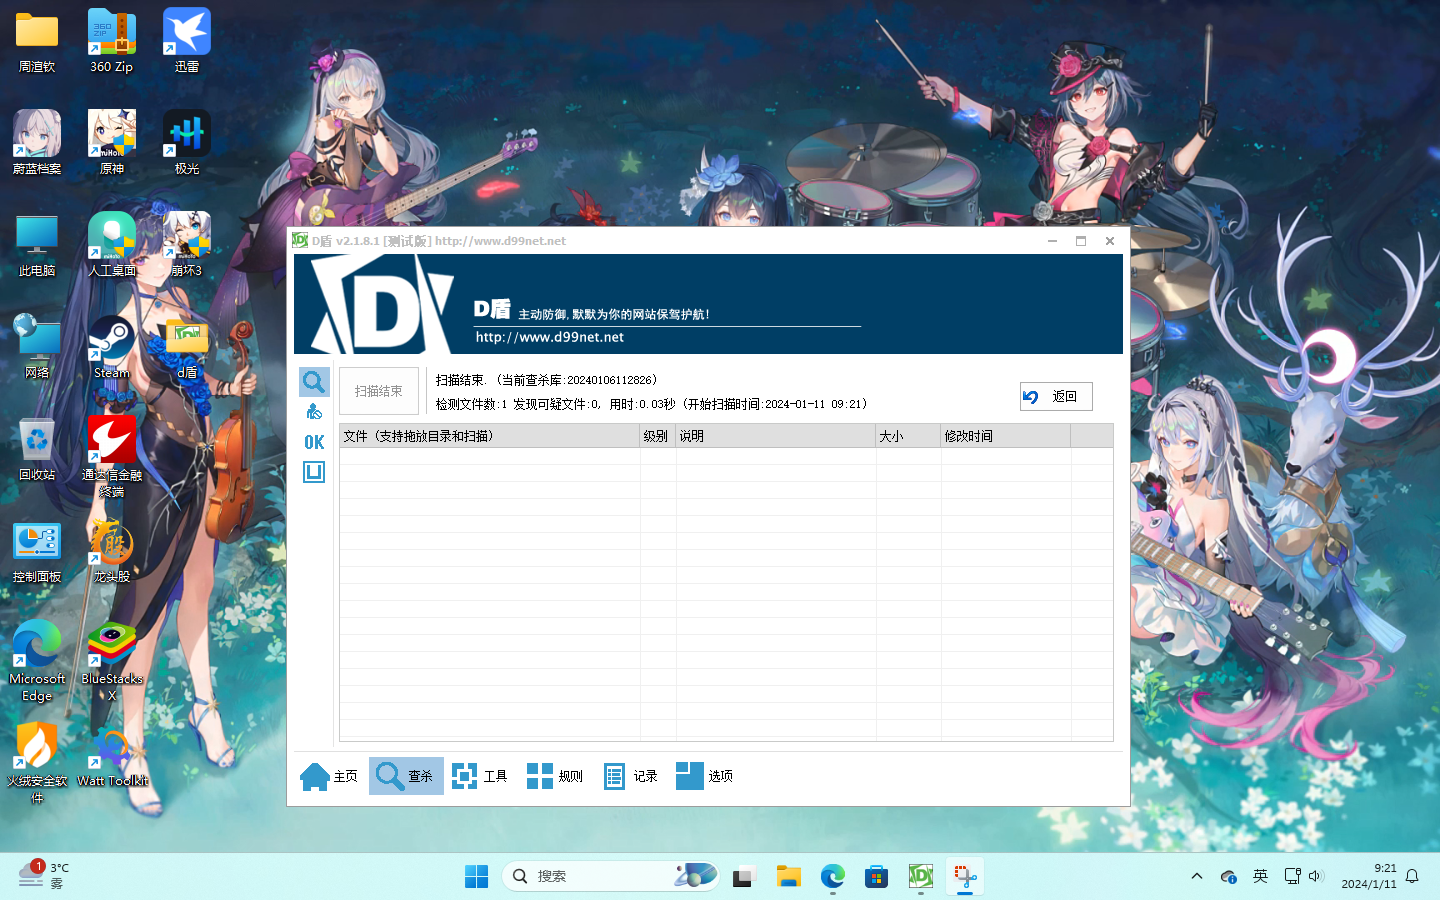 周渲钦
360 Zip
迅雷
蔚蓝档案
原神
极光
此电脑
人工桌面
崩坏3
网络
Steam
d盾
回收站
通达信金融终端
控制面板
龙头股
Microsoft Edge
BlueStacks X
火绒安全软件
Watt Toolkit
D盾 v2.1.8.1 [测试版] http://www.d99net.net
D盾 主动防御,默默为你的网站保驾护航!
http://www.d99net.net
扫描结束
扫描结束. (当前查杀库:20240106112826)
检测文件数:1 发现可疑文件:0, 用时:0.03秒 (开始扫描时间:2024-01-11 09:21)
返回
OK
文件 (支持拖放目录和扫描) 级别 说明 大小 修改时间
主页 查杀 工具 规则 记录 选项
1
3°C
雾
搜索
英
9:21
2024/1/11